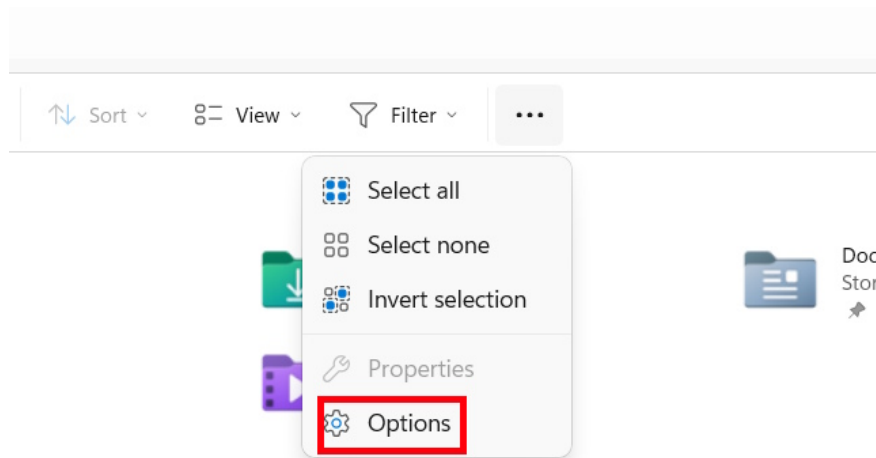 Sort View Filter
Select all
Select none
Invert selection
Properties
Options